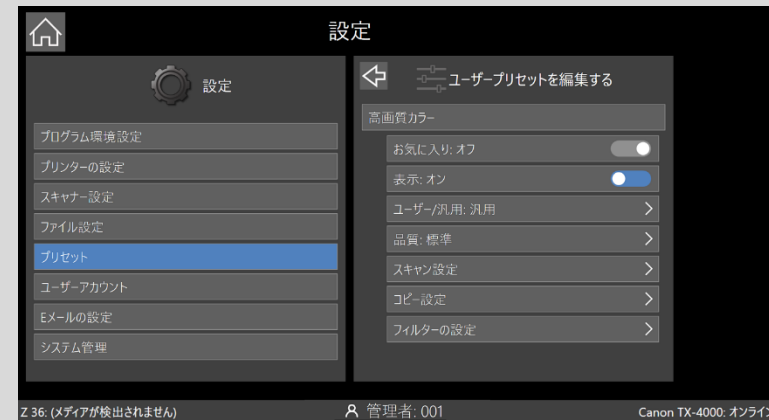 設定
設定
プログラム環境設定
プリンターの設定
スキャナー設定
ファイル設定
プリセット
ユーザーアカウント
Eメールの設定
システム管理
ユーザープリセットを編集する
高画質カラー
お気に入り: オフ
表示: オン
ユーザー/汎用: 汎用
品質: 標準
スキャン設定
コピー設定
フィルターの設定
Z 36: (メディアが検出されません)
管理者: 001
Canon TX-4000: オンライン